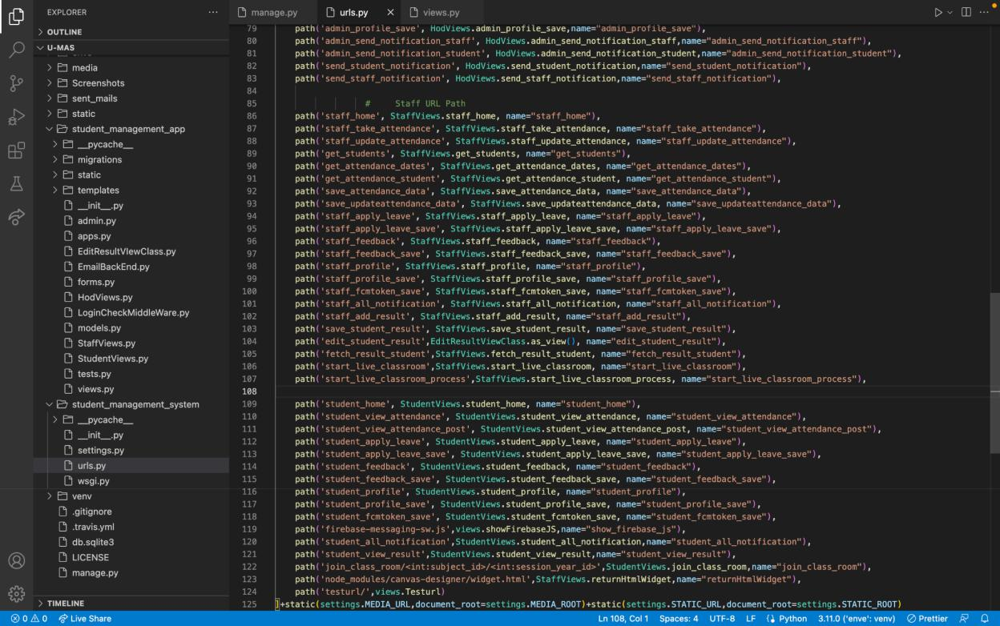 EXPLORER
OUTLINE
U-MAS
media
Screenshots
sent_mails
static
student_management_app
__pycache__
migrations
static
templates
__init__.py
admin.py
apps.py
EditResultVIewClass.py
EmailBackEnd.py
forms.py
HodViews.py
LoginCheckMiddleWare.py
models.py
StaffViews.py
StudentViews.py
tests.py
views.py
student_management_system
__pycache__
__init__.py
settings.py
urls.py
wsgi.py
venv
.gitignore
.travis.yml
db.sqlite3
LICENSE
manage.py
TIMELINE
manage.py urls.py views.py
79 path('admin_profile_save', HodViews.admin_profile_save,name="admin_profile_save"),
80 path('admin_send_notification_staff', HodViews.admin_send_notification_staff,name="admin_send_notification_staff"),
81 path('admin_send_notification_student', HodViews.admin_send_notification_student,name="admin_send_notification_student"),
82 path('send_student_notification', HodViews.send_student_notification,name="send_student_notification"),
83 path('send_staff_notification', HodViews.send_staff_notification,name="send_staff_notification"),
84
85 # Staff URL Path
86 path('staff_home', StaffViews.staff_home, name="staff_home"),
87 path('staff_take_attendance', StaffViews.staff_take_attendance, name="staff_take_attendance"),
88 path('staff_update_attendance', StaffViews.staff_update_attendance, name="staff_update_attendance"),
89 path('get_students', StaffViews.get_students, name="get_students"),
90 path('get_attendance_dates', StaffViews.get_attendance_dates, name="get_attendance_dates"),
91 path('get_attendance_student', StaffViews.get_attendance_student, name="get_attendance_student"),
92 path('save_attendance_data', StaffViews.save_attendance_data, name="save_attendance_data"),
93 path('save_updateattendance_data', StaffViews.save_updateattendance_data, name="save_updateattendance_data"),
94 path('staff_apply_leave', StaffViews.staff_apply_leave, name="staff_apply_leave"),
95 path('staff_apply_leave_save', StaffViews.staff_apply_leave_save, name="staff_apply_leave_save"),
96 path('staff_feedback', StaffViews.staff_feedback, name="staff_feedback"),
97 path('staff_feedback_save', StaffViews.staff_feedback_save, name="staff_feedback_save"),
98 path('staff_profile', StaffViews.staff_profile, name="staff_profile"),
99 path('staff_profile_save', StaffViews.staff_profile_save, name="staff_profile_save"),
100 path('staff_fcmtoken_save', StaffViews.staff_fcmtoken_save, name="staff_fcmtoken_save"),
101 path('staff_all_notification', StaffViews.staff_all_notification, name="staff_all_notification"),
102 path('staff_add_result', StaffViews.staff_add_result, name="staff_add_result"),
103 path('save_student_result', StaffViews.save_student_result, name="save_student_result"),
104 path('edit_student_result',EditResultViewClass.as_view(), name="edit_student_result"),
105 path('fetch_result_student',StaffViews.fetch_result_student, name="fetch_result_student"),
106 path('start_live_classroom',StaffViews.start_live_classroom, name="start_live_classroom"),
107 path('start_live_classroom_process',StaffViews.start_live_classroom_process, name="start_live_classroom_process"),
108
109 path('student_home', StudentViews.student_home, name="student_home"),
110 path('student_view_attendance', StudentViews.student_view_attendance, name="student_view_attendance"),
111 path('student_view_attendance_post', StudentViews.student_view_attendance_post, name="student_view_attendance_post"),
112 path('student_apply_leave', StudentViews.student_apply_leave, name="student_apply_leave"),
113 path('student_apply_leave_save', StudentViews.student_apply_leave_save, name="student_apply_leave_save"),
114 path('student_feedback', StudentViews.student_feedback, name="student_feedback"),
115 path('student_feedback_save', StudentViews.student_feedback_save, name="student_feedback_save"),
116 path('student_profile', StudentViews.student_profile, name="student_profile"),
117 path('student_profile_save', StudentViews.student_profile_save, name="student_profile_save"),
118 path('student_fcmtoken_save', StudentViews.student_fcmtoken_save, name="student_fcmtoken_save"),
119 path('firebase-messaging-sw.js',views.showFirebaseJS,name="show_firebase_js"),
120 path('student_all_notification',StudentViews.student_all_notification,name="student_all_notification"),
121 path('student_view_result',StudentViews.student_view_result,name="student_view_result"),
122 path('join_class_room/<int:subject_id>/<int:session_year_id>',StudentViews.join_class_room,name="join_class_room"),
123 path('node_modules/canvas-designer/widget.html',StaffViews.returnHtmlWidget,name="returnHtmlWidget"),
124 path('testurl/',views.Testurl)
125 ]+static(settings.MEDIA_URL,document_root=settings.MEDIA_ROOT)+static(settings.STATIC_URL,document_root=settings.STATIC_ROOT)
0 0 Live Share Ln 108, Col 1 Spaces: 4 UTF-8 LF Python 3.11.0 ('enve': venv) Prettier